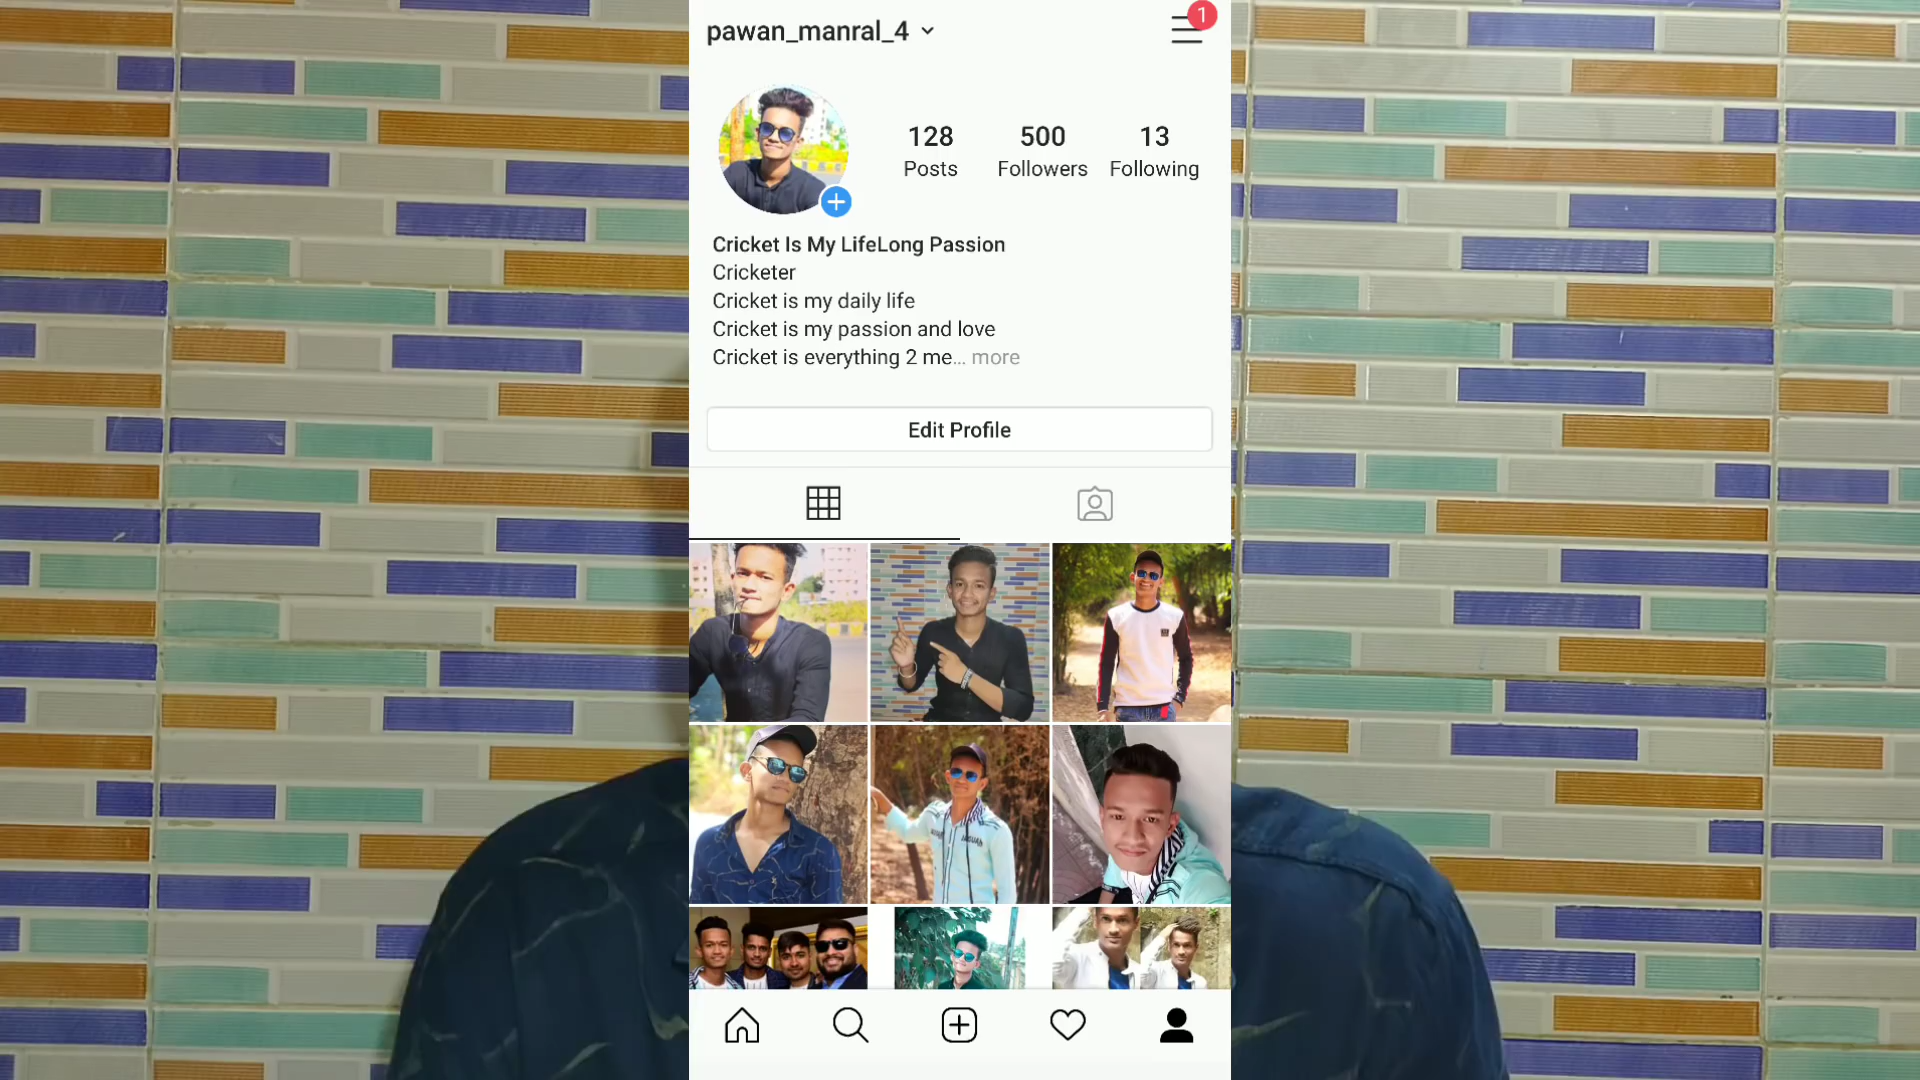 pawan_manral_4
1
128 500 13
Posts Followers Following
Cricket Is My LifeLong Passion
Cricketer
Cricket is my daily life
Cricket is my passion and love
Cricket is everything 2 me... more
Edit Profile